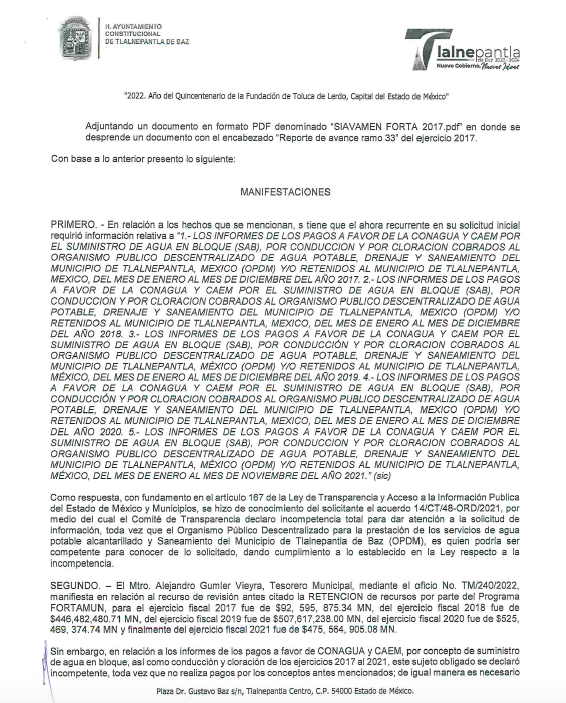 H. AYUNTAMIENTO
CONSTITUCIONAL
DE TLALNEPANTLA DE BAZ
Tlalnepantla
de Baz 2022 - 2024
Nuevo Gobierno, Nuevas Ideas
"2022. Año del Quincentenario de la Fundación de Toluca de Lerdo, Capital del Estado de México"
Adjuntando un documento en formato PDF denominado "SIAVAMEN FORTA 2017.pdf" en donde se
desprende un documento con el encabezado "Reporte de avance ramo 33" del ejercicio 2017.
Con base a lo anterior presento lo siguiente:
MANIFESTACIONES
PRIMERO. - En relación a los hechos que se mencionan, s tiene que el ahora recurrente en su solicitud inicial
requirió información relativa a "1.- LOS INFORMES DE LOS PAGOS A FAVOR DE LA CONAGUA Y CAEM POR
EL SUMINISTRO DE AGUA EN BLOQUE (SAB), POR CONDUCCION Y POR CLORACION COBRADOS AL
ORGANISMO PUBLICO DESCENTRALIZADO DE AGUA POTABLE, DRENAJE Y SANEAMIENTO DEL
MUNICIPIO DE TLALNEPANTLA, MEXICO (OPDM) Y/O RETENIDOS AL MUNICIPIO DE TLALNEPANTLA,
MEXICO, DEL MES DE ENERO AL MES DE DICIEMBRE DEL AÑO 2017. 2.- LOS INFORMES DE LOS PAGOS
A FAVOR DE LA CONAGUA Y CAEM POR EL SUMINISTRO DE AGUA EN BLOQUE (SAB), POR
CONDUCCION Y POR CLORACION COBRADOS AL ORGANISMO PUBLICO DESCENTRALIZADO DE AGUA
POTABLE, DRENAJE Y SANEAMIENTO DEL MUNICIPIO DE TLALNEPANTLA, MEXICO (OPDM) Y/O
RETENIDOS AL MUNICIPIO DE TLALNEPANTLA, MEXICO, DEL MES DE ENERO AL MES DE DICIEMBRE
DEL AÑO 2018. 3.- LOS INFORMES DE LOS PAGOS A FAVOR DE LA CONAGUA Y CAEM POR EL
SUMINISTRO DE AGUA EN BLOQUE (SAB), POR CONDUCCIÓN Y POR CLORACION COBRADOS AL
ORGANISMO PUBLICO DESCENTRALIZADO DE AGUA POTABLE, DRENAJE Y SANEAMIENTO DEL
MUNICIPIO DE TLALNEPANTLA, MÉXICO (OPDM) Y/O RETENIDOS AL MUNICIPIO DE TLALNEPANTLA,
MÉXICO, DEL MES DE ENERO AL MES DE DICIEMBRE DEL AÑO 2019. 4.- LOS INFORMES DE LOS PAGOS
A FAVOR DE LA CONAGUA Y CAEM POR EL SUMINISTRO DE AGUA EN BLOQUE (SAB), POR
CONDUCCIÓN Y POR CLORACION COBRADOS AL ORGANISMO PUBLICO DESCENTRALIZADO DE AGUA
POTABLE, DRENAJE Y SANEAMIENTO DEL MUNICIPIO DE TLALNEPANTLA, MEXICO (OPDM) Y/O
RETENIDOS AL MUNICIPIO DE TLALNEPANTLA, MEXICO, DEL MES DE ENERO AL MES DE DICIEMBRE
DEL AÑO 2020. 5.- LOS INFORMES DE LOS PAGOS A FAVOR DE LA CONAGUA Y CAEM POR EL
SUMINISTRO DE AGUA EN BLOQUE (SAB), POR CONDUCCION Y POR CLORACION COBRADOS AL
ORGANISMO PUBLICO DESCENTRALIZADO DE AGUA POTABLE, DRENAJE Y SANEAMIENTO DEL
MUNICIPIO DE TLALNEPANTLA, MÉXICO (OPDM) Y/O RETENIDOS AL MUNICIPIO DE TLALNEPANTLA,
MÉXICO, DEL MES DE ENERO AL MES DE NOVIEMBRE DEL AÑO 2021." (sic)
Como respuesta, con fundamento en el artículo 167 de la Ley de Transparencia y Acceso a la Información Publica
del Estado de México y Municipios, se hizo de conocimiento del solicitante el acuerdo 14/CT/48-ORD/2021, por
medio del cual el Comité de Transparencia declaro incompetencia total para dar atención a la solicitud de
información, toda vez que el Organismo Público Descentralizado para la prestación de los servicios de agua
potable alcantarillado y Saneamiento del Municipio de Tlalnepantla de Baz (OPDM), es quien podría ser
competente para conocer de lo solicitado, dando cumplimiento a lo establecido en la Ley respecto a la
incompetencia.
SEGUNDO. – El Mtro. Alejandro Gumler Vieyra, Tesorero Municipal, mediante el oficio No. TM/240/2022,
manifiesta en relación al recurso de revisión antes citado la RETENCION de recursos por parte del Programa
FORTAMUN, para el ejercicio fiscal 2017 fue de $92, 595, 875.34 MN, del ejercicio fiscal 2018 fue de
$446,482,480.71 MN, del ejercicio fiscal 2019 fue de $507,617,238.00 MN, del ejercicio fiscal 2020 fue de $525,
469, 374.74 MN y finalmente del ejercicio fiscal 2021 fue de $475, 564, 905.08 MN.
Sin embargo, en relación a los informes de los pagos a favor de CONAGUA Y CAEM, por concepto de suministro
de agua en bloque, así como conducción y cloración de los ejercicios 2017 al 2021, este sujeto obligado se declaró
incompetente, toda vez que no realiza pagos por los conceptos antes mencionados; de igual manera es necesario
Plaza Dr. Gustavo Baz s/n, Tlalnepantla Centro, C.P. 54000 Estado de México.